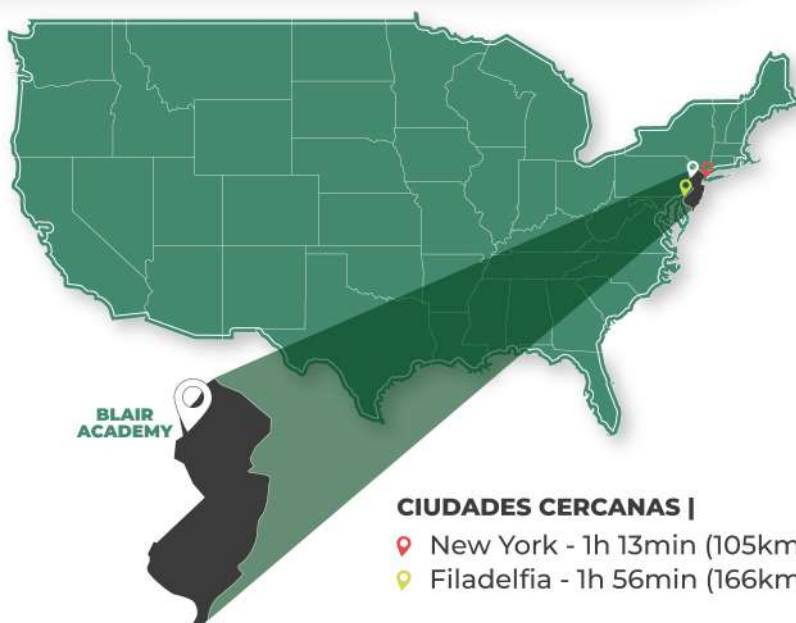 BLAIR
ACADEMY
CIUDADES CERCANAS |
New York - 1h 13min (105km
Filadelfia - 1h 56min (166km